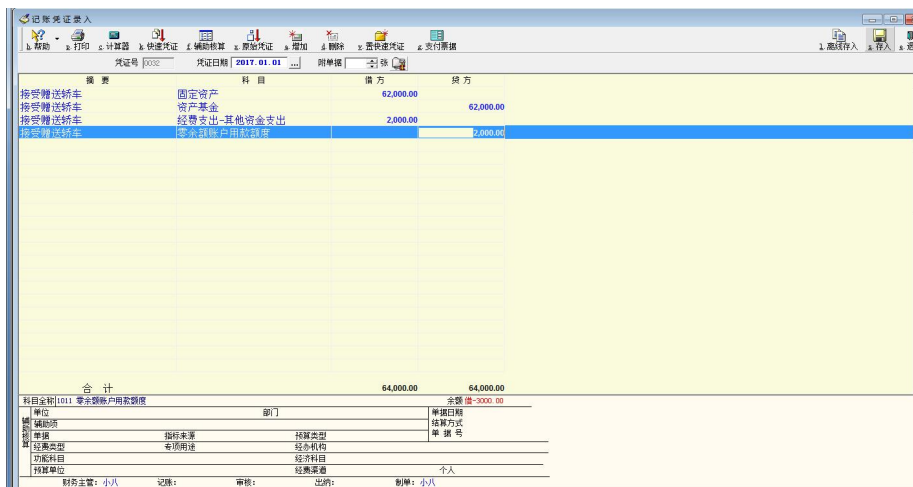 记账凭证录入
h.帮助 p.打印 c.计算器 k.快速凭证 f.辅助核算 x.原始凭证 a.增加 d.删除 r.置快速凭证 g.支付票据 l.离线存入 s.存入
凭证号 0032 凭证日期 2017.01.01 ... 附单据 张
摘 要 科 目 借 方 贷 方
接受赠送轿车 固定资产 62,000.00
接受赠送轿车 资产基金 62,000.00
接受赠送轿车 经费支出-其他资金支出 2,000.00
接受赠送轿车 零余额账户用款额度 2,000.00
合 计 64,000.00 64,000.00
科目全称 1011 零余额账户用款额度 余额 借-3000.00
辅助核算
单位 部门 单据日期
辅助项 结算方式
单据 指标来源 预算类型 单 据 号
经费类型 专项用途 经办机构
功能科目 经济科目
预算单位 经费渠道 个人
财务主管: 小八 记账: 审核: 出纳: 制单: 小八